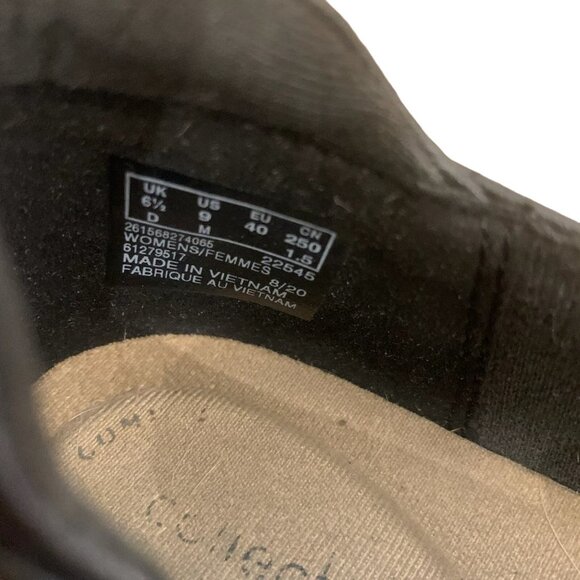 UK US EU CN
6½ 9 40 250
D M 1.5
261568274065 22545
WOMENS/FEMMES
61279517 8/20
MADE IN VIETNAM
FABRIQUE AU VIETNAM